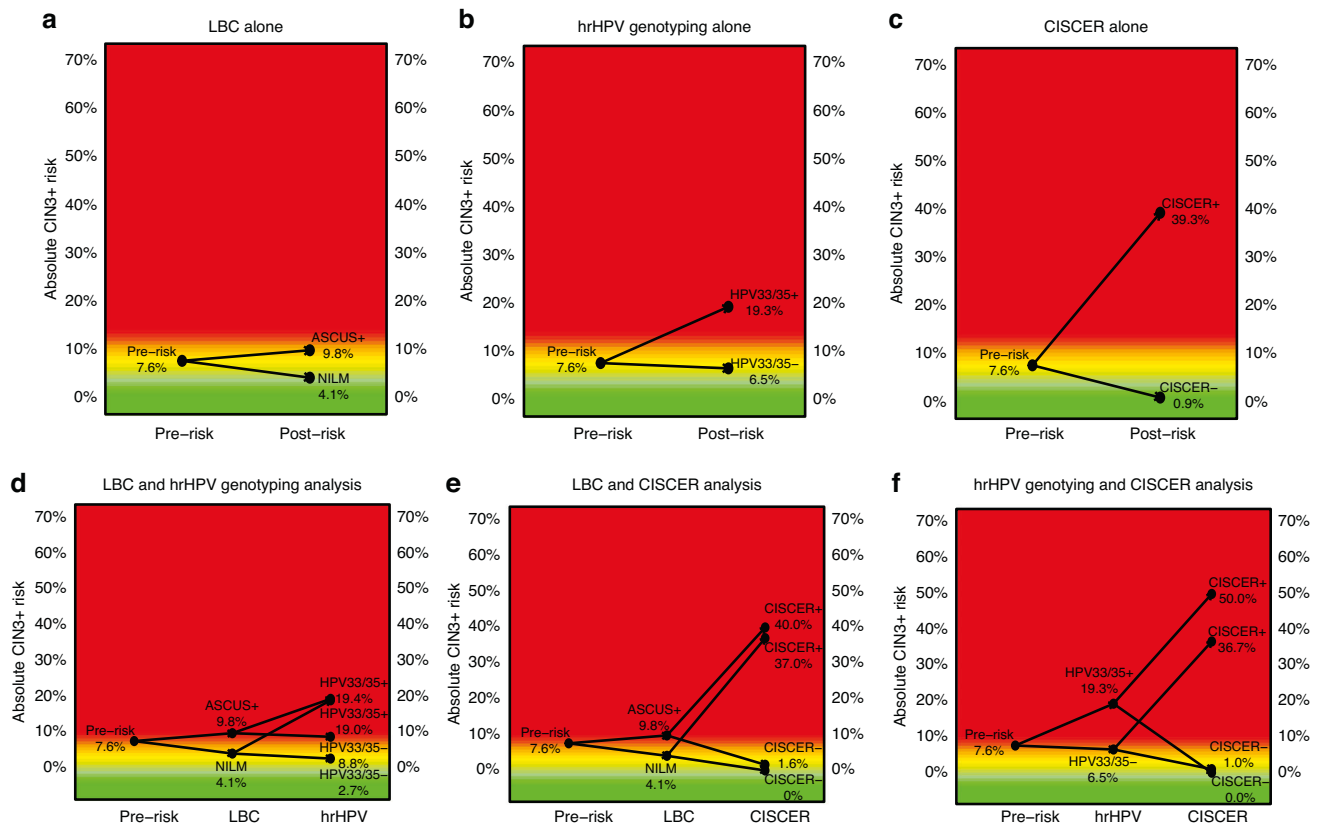 a
LBC alone
Absolute CIN3+ risk
70%
60%
50%
40%
30%
20%
10%
0%
Pre–risk
7.6%
ASCUS+
9.8%
NILM
4.1%
70%
60%
50%
40%
30%
20%
10%
0%
Pre–risk
Post–risk
b
hrHPV genotyping alone
Absolute CIN3+ risk
70%
60%
50%
40%
30%
20%
10%
0%
Pre–risk
7.6%
HPV33/35+
19.3%
HPV33/35–
6.5%
70%
60%
50%
40%
30%
20%
10%
0%
Pre–risk
Post–risk
c
CISCER alone
Absolute CIN3+ risk
70%
60%
50%
40%
30%
20%
10%
0%
Pre–risk
7.6%
CISCER+
39.3%
CISCER–
0.9%
70%
60%
50%
40%
30%
20%
10%
0%
Pre–risk
Post–risk
d
LBC and hrHPV genotyping analysis
Absolute CIN3+ risk
70%
60%
50%
40%
30%
20%
10%
0%
Pre–risk
7.6%
ASCUS+
9.8%
NILM
4.1%
HPV33/35+
19.4%
HPV33/35+
19.0%
HPV33/35–
8.8%
HPV33/35–
2.7%
70%
60%
50%
40%
30%
20%
10%
0%
Pre–risk
LBC
hrHPV
e
LBC and CISCER analysis
Absolute CIN3+ risk
70%
60%
50%
40%
30%
20%
10%
0%
Pre–risk
7.6%
ASCUS+
9.8%
NILM
4.1%
CISCER+
40.0%
CISCER+
37.0%
CISCER–
1.6%
CISCER–
0%
70%
60%
50%
40%
30%
20%
10%
0%
Pre–risk
LBC
CISCER
f
hrHPV genotying and CISCER analysis
Absolute CIN3+ risk
70%
60%
50%
40%
30%
20%
10%
0%
Pre–risk
7.6%
HPV33/35+
19.3%
HPV33/35–
6.5%
CISCER+
50.0%
CISCER+
36.7%
CISCER–
1.0%
CISCER–
0.0%
70%
60%
50%
40%
30%
20%
10%
0%
Pre–risk
hrHPV
CISCER